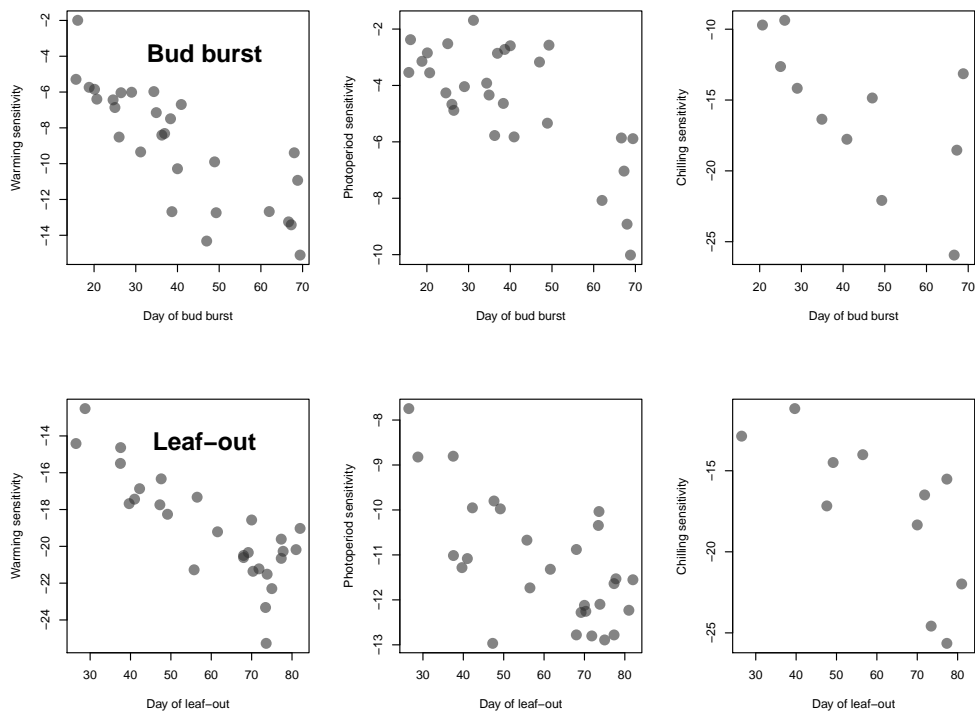 Bud burst
Warming sensitivity
-2
-4
-6
-8
-10
-12
-14
20 30 40 50 60 70
Day of bud burst
Photoperiod sensitivity
-2
-4
-6
-8
-10
20 30 40 50 60 70
Day of bud burst
Chilling sensitivity
-10
-15
-20
-25
20 30 40 50 60 70
Day of bud burst
Leaf−out
Warming sensitivity
-14
-16
-18
-20
-22
-24
30 40 50 60 70 80
Day of leaf−out
Photoperiod sensitivity
-8
-9
-10
-11
-12
-13
30 40 50 60 70 80
Day of leaf−out
Chilling sensitivity
-15
-20
-25
30 40 50 60 70 80
Day of leaf−out